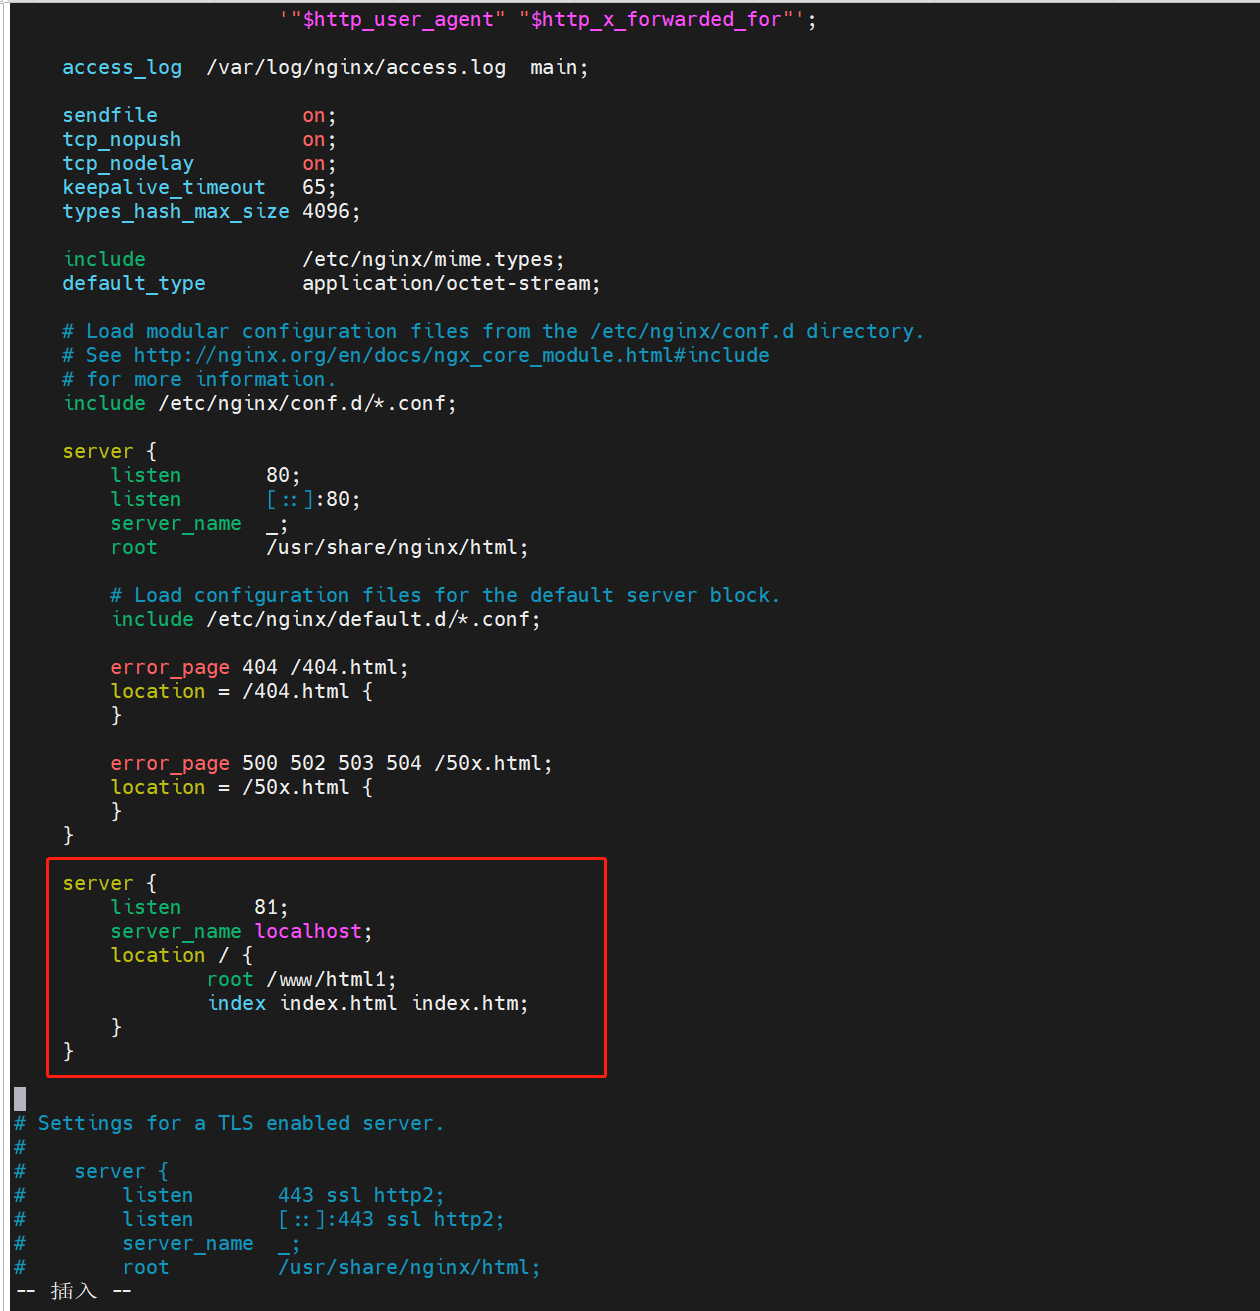 '"$http_user_agent" "$http_x_forwarded_for"';
access_log  /var/log/nginx/access.log  main;
sendfile            on;
tcp_nopush          on;
tcp_nodelay         on;
keepalive_timeout   65;
types_hash_max_size 4096;
include             /etc/nginx/mime.types;
default_type        application/octet-stream;
# Load modular configuration files from the /etc/nginx/conf.d directory.
# See http://nginx.org/en/docs/ngx_core_module.html#include
# for more information.
include /etc/nginx/conf.d/*.conf;
server {
listen       80;
listen       [::]:80;
server_name  _;
root         /usr/share/nginx/html;
# Load configuration files for the default server block.
include /etc/nginx/default.d/*.conf;
error_page 404 /404.html;
location = /404.html {
}
error_page 500 502 503 504 /50x.html;
location = /50x.html {
}
}
server {
listen      81;
server_name localhost;
location / {
root /www/html1;
index index.html index.htm;
}
}
# Settings for a TLS enabled server.
#
#    server {
#        listen       443 ssl http2;
#        listen       [::]:443 ssl http2;
#        server_name  _;
#        root         /usr/share/nginx/html;
-- 插入 --